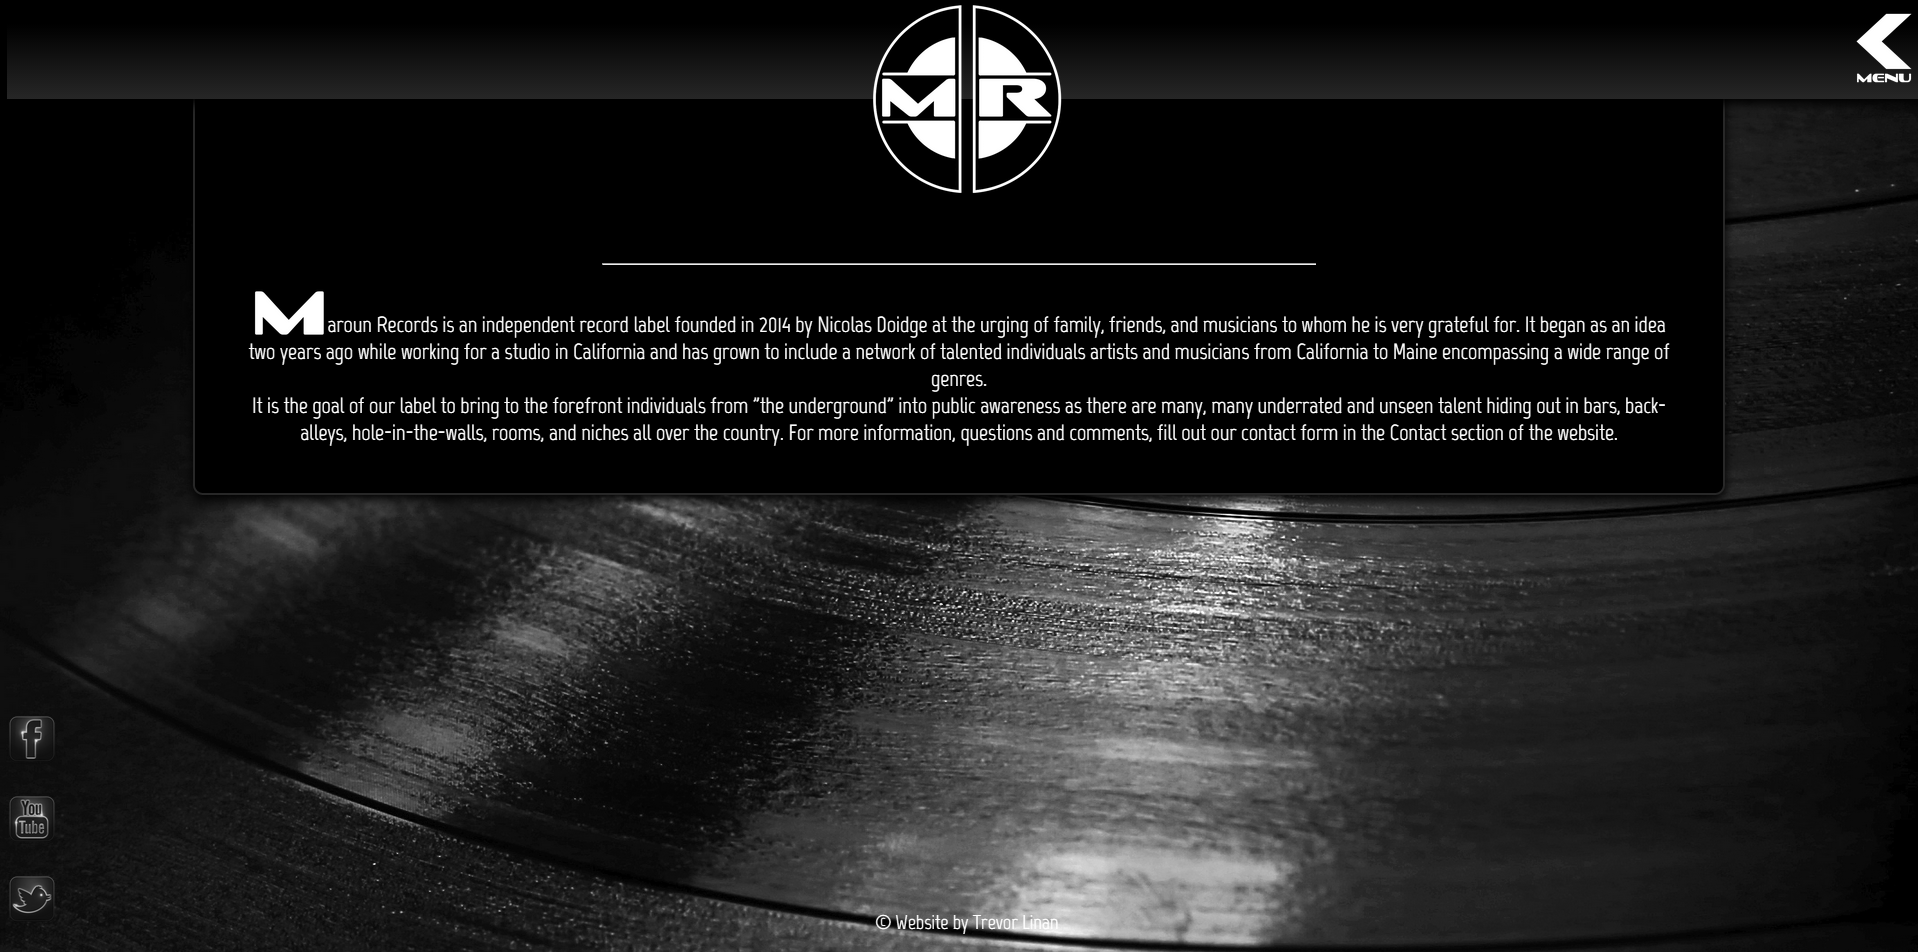 M R
MENU
Maroun Records is an independent record label founded in 2014 by Nicolas Doidge at the urging of family, friends, and musicians to whom he is very grateful for. It began as an idea
two years ago while working for a studio in California and has grown to include a network of talented individuals artists and musicians from California to Maine encompassing a wide range of
genres.
It is the goal of our label to bring to the forefront individuals from "the underground" into public awareness as there are many, many underrated and unseen talent hiding out in bars, back-
alleys, hole-in-the-walls, rooms, and niches all over the country. For more information, questions and comments, fill out our contact form in the Contact section of the website.
f
You
Tube
© Website by Trevor Linan